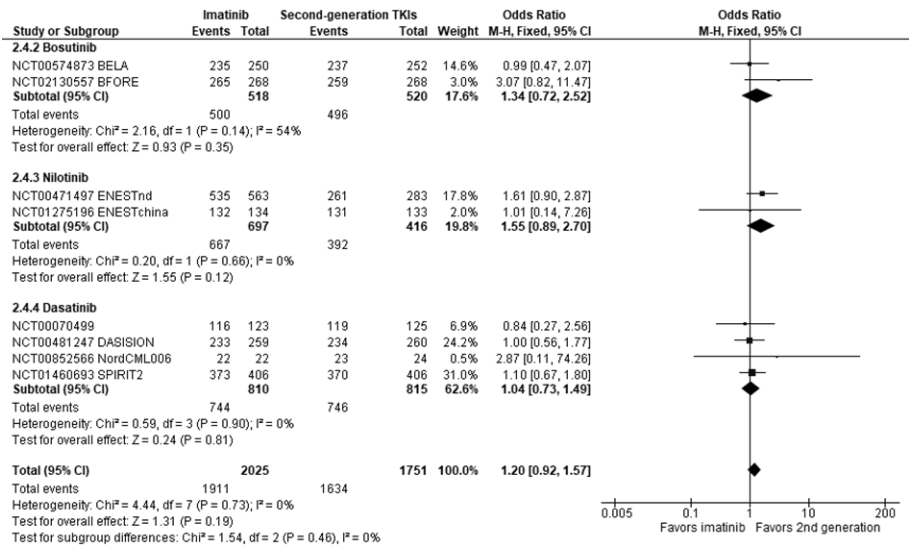 Imatinib Second-generation TKIs Odds Ratio Odds Ratio
Study or Subgroup Events Total Events Total Weight M-H, Fixed, 95% CI M-H, Fixed, 95% CI
2.4.2 Bosutinib
NCT00574873 BELA 235 250 237 252 14.6% 0.99 [0.47, 2.07]
NCT02130557 BFORE 265 268 259 268 3.0% 3.07 [0.82, 11.47]
Subtotal (95% CI) 518 520 17.6% 1.34 [0.72, 2.52]
Total events 500 496
Heterogeneity: Chi² = 2.16, df = 1 (P = 0.14); I² = 54%
Test for overall effect: Z = 0.93 (P = 0.35)
2.4.3 Nilotinib
NCT00471497 ENESTnd 535 563 261 283 17.8% 1.61 [0.90, 2.87]
NCT01275196 ENESTchina 132 134 131 133 2.0% 1.01 [0.14, 7.26]
Subtotal (95% CI) 697 416 19.8% 1.55 [0.89, 2.70]
Total events 667 392
Heterogeneity: Chi² = 0.20, df = 1 (P = 0.66); I² = 0%
Test for overall effect: Z = 1.55 (P = 0.12)
2.4.4 Dasatinib
NCT00070499 116 123 119 125 6.9% 0.84 [0.27, 2.56]
NCT00481247 DASISION 233 259 234 260 24.2% 1.00 [0.56, 1.77]
NCT00852566 NordCML006 22 22 23 24 0.5% 2.87 [0.11, 74.26]
NCT01460693 SPIRIT2 373 406 370 406 31.0% 1.10 [0.67, 1.80]
Subtotal (95% CI) 810 815 62.6% 1.04 [0.73, 1.49]
Total events 744 746
Heterogeneity: Chi² = 0.59, df = 3 (P = 0.90); I² = 0%
Test for overall effect: Z = 0.24 (P = 0.81)
Total (95% CI) 2025 1751 100.0% 1.20 [0.92, 1.57]
Total events 1911 1634
Heterogeneity: Chi² = 4.44, df = 7 (P = 0.73); I² = 0%
Test for overall effect: Z = 1.31 (P = 0.19)
Test for subgroup differences: Chi² = 1.54, df = 2 (P = 0.46), I² = 0%
0.005 0.1 1 10 200
Favors imatinib Favors 2nd generation